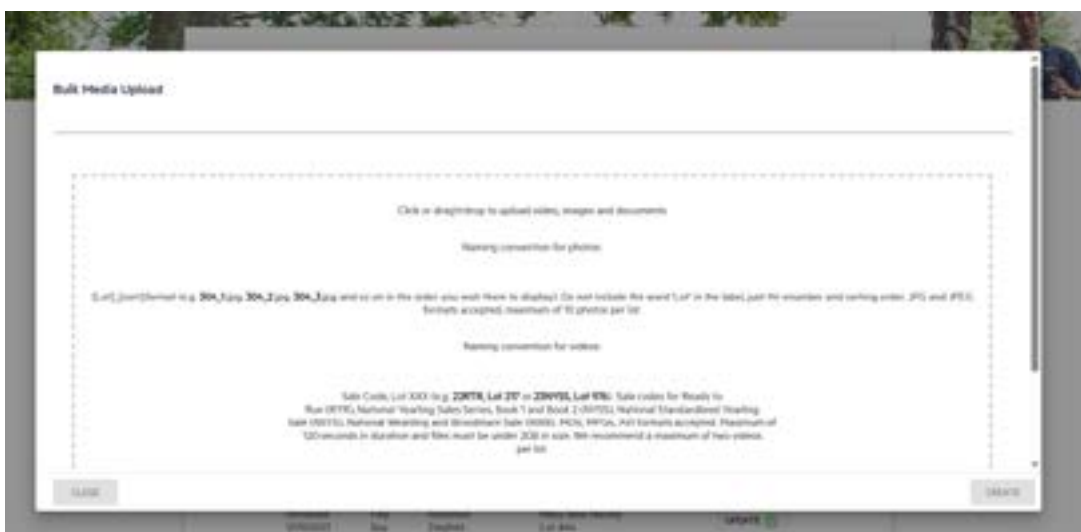 Bulk Media Upload
Click or drag/drop to upload video, images and documents
Naming convention for photos
[Lot]_[sort]format (e.g. 304_1.jpg, 304_2.jpg, 304_3.jpg and so on in the order you wish them to display). Do not include the word 'Lot' in the label, just the number and sorting order. JPG and JPEG
formats accepted, maximum of 10 photos per lot
Naming convention for videos
Sale Code, Lot XXX (e.g. 22RTR, Lot 217 or 23NYSS, Lot 976). Sale codes for Ready to
Run (RTR), National Yearling Sales Series, Book 1 and Book 2 (NYSS), National Standardbred Yearling
Sale, National Weanling and Broodmare Sale formats accepted. Maximum of
120 seconds in duration and files must be under 2GB in size. We recommend a maximum of two videos
per lot
CLOSE
CREATE
UPDATE